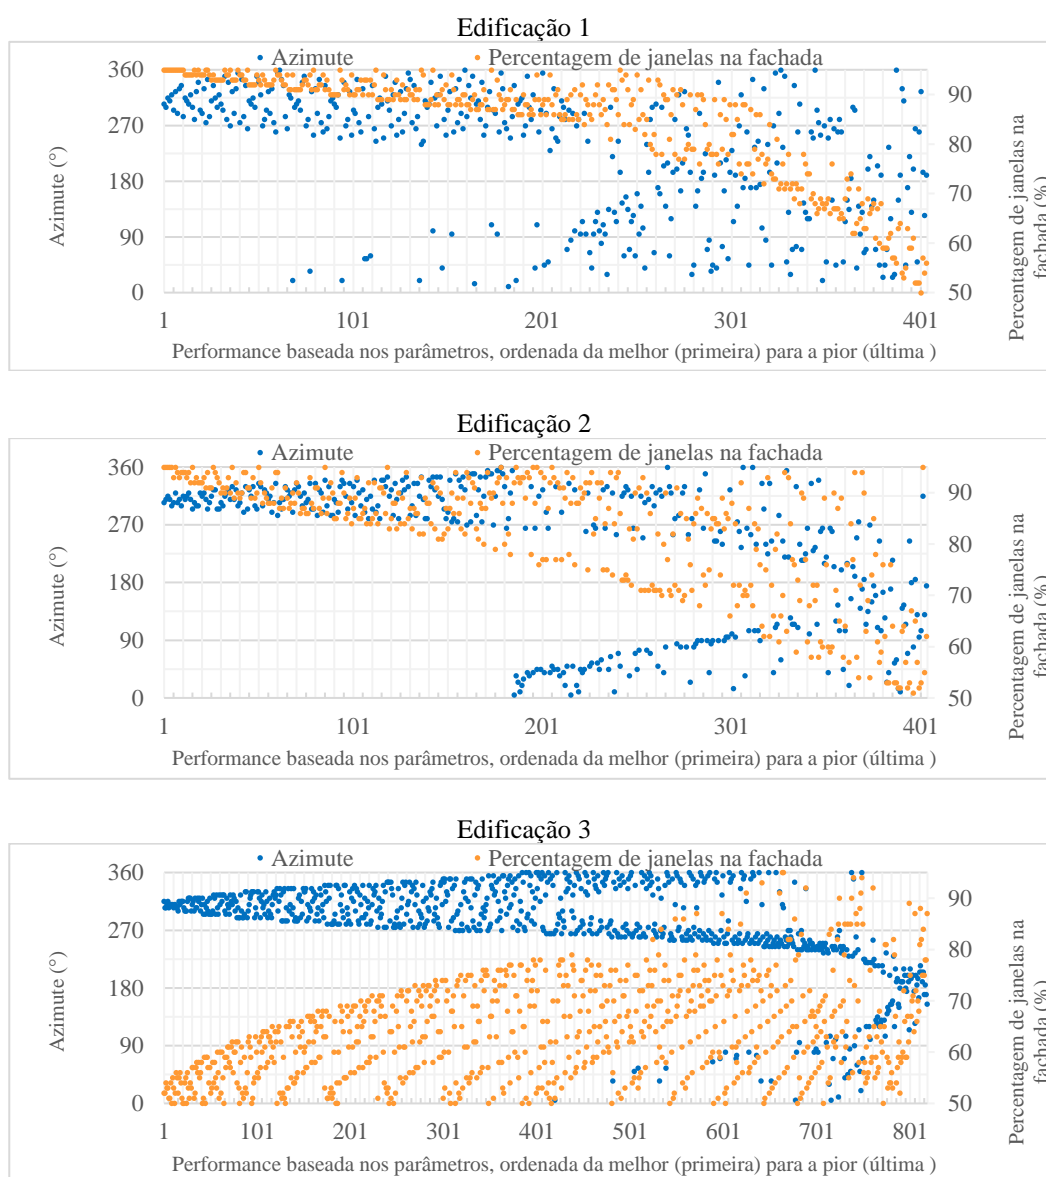 Edificação 1
Azimute
Percentagem de janelas na fachada
360
270
180
90
0
Azimute (°)
90
80
70
60
50
Percentagem de janelas na
fachada (%)
1
101
201
301
401
Performance baseada nos parâmetros, ordenada da melhor (primeira) para a pior (última )
Edificação 2
Azimute
Percentagem de janelas na fachada
360
270
180
90
0
Azimute (°)
90
80
70
60
50
Percentagem de janelas na
fachada (%)
1
101
201
301
401
Performance baseada nos parâmetros, ordenada da melhor (primeira) para a pior (última )
Edificação 3
Azimute
Percentagem de janelas na fachada
360
270
180
90
0
Azimute (°)
90
80
70
60
50
Percentagem de janelas na
fachada (%)
1
101
201
301
401
501
601
701
801
Performance baseada nos parâmetros, ordenada da melhor (primeira) para a pior (última )